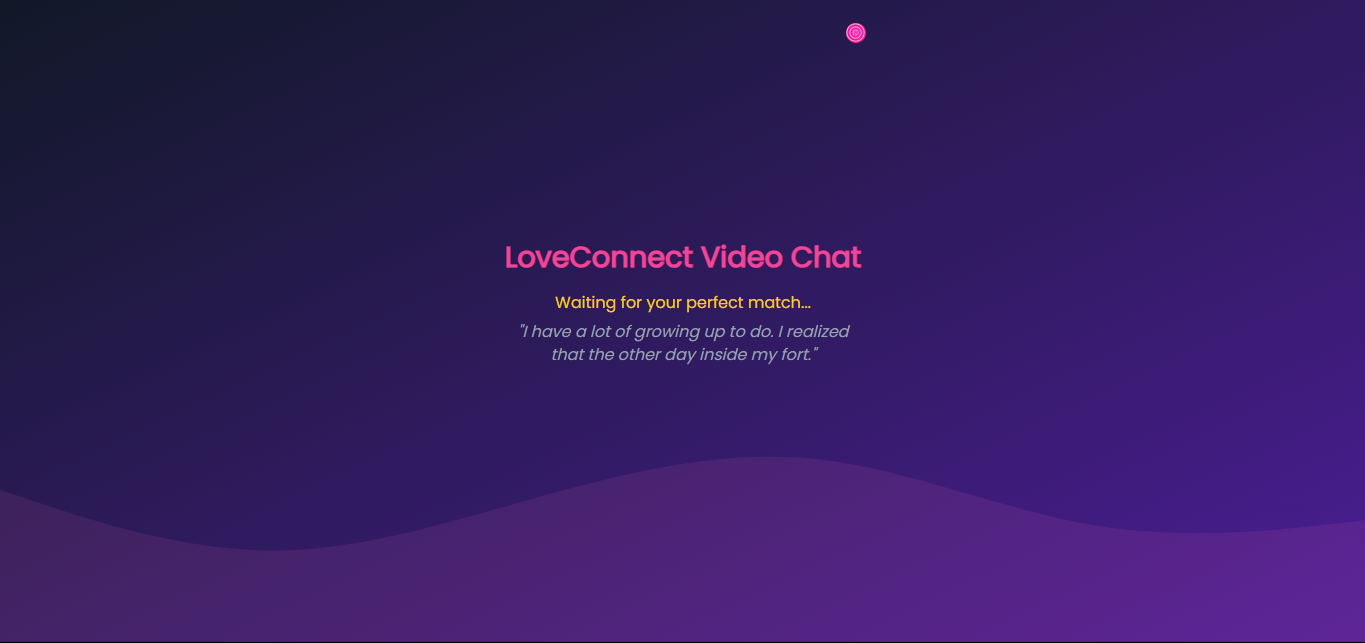 LoveConnect Video Chat
Waiting for your perfect match...
"I have a lot of growing up to do. I realized
that the other day inside my fort."